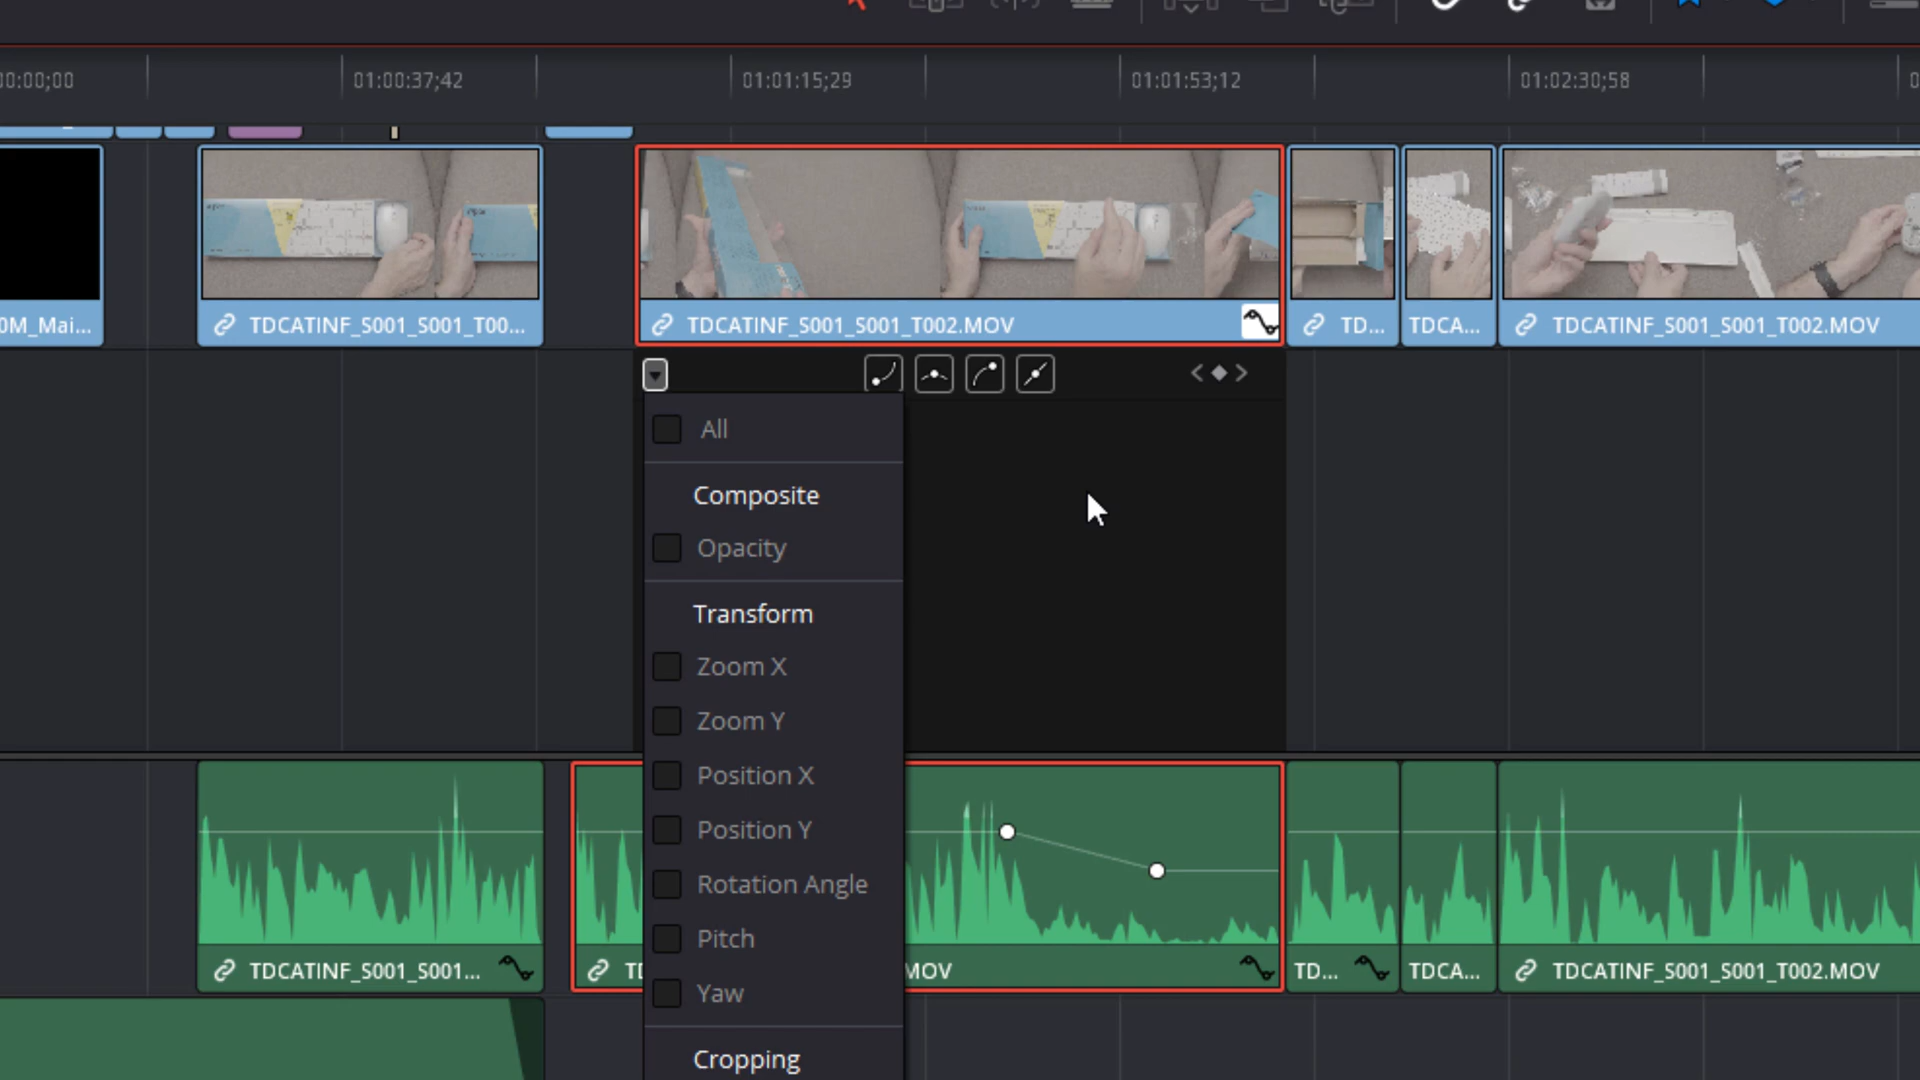 00:00;00
01:00:37;42
01:01:15;29
01:01:53;12
01:02:30;58
0M_Mai...
TDCATINF_S001_S001_T00...
TDCATINF_S001_S001_T002.MOV
TD...
TDCA...
TDCATINF_S001_S001_T002.MOV
All
Composite
Opacity
Transform
Zoom X
Zoom Y
Position X
Position Y
Rotation Angle
Pitch
Yaw
Cropping
TDCATINF_S001_S001...
MOV
TD...
TDCA...
TDCATINF_S001_S001_T002.MOV